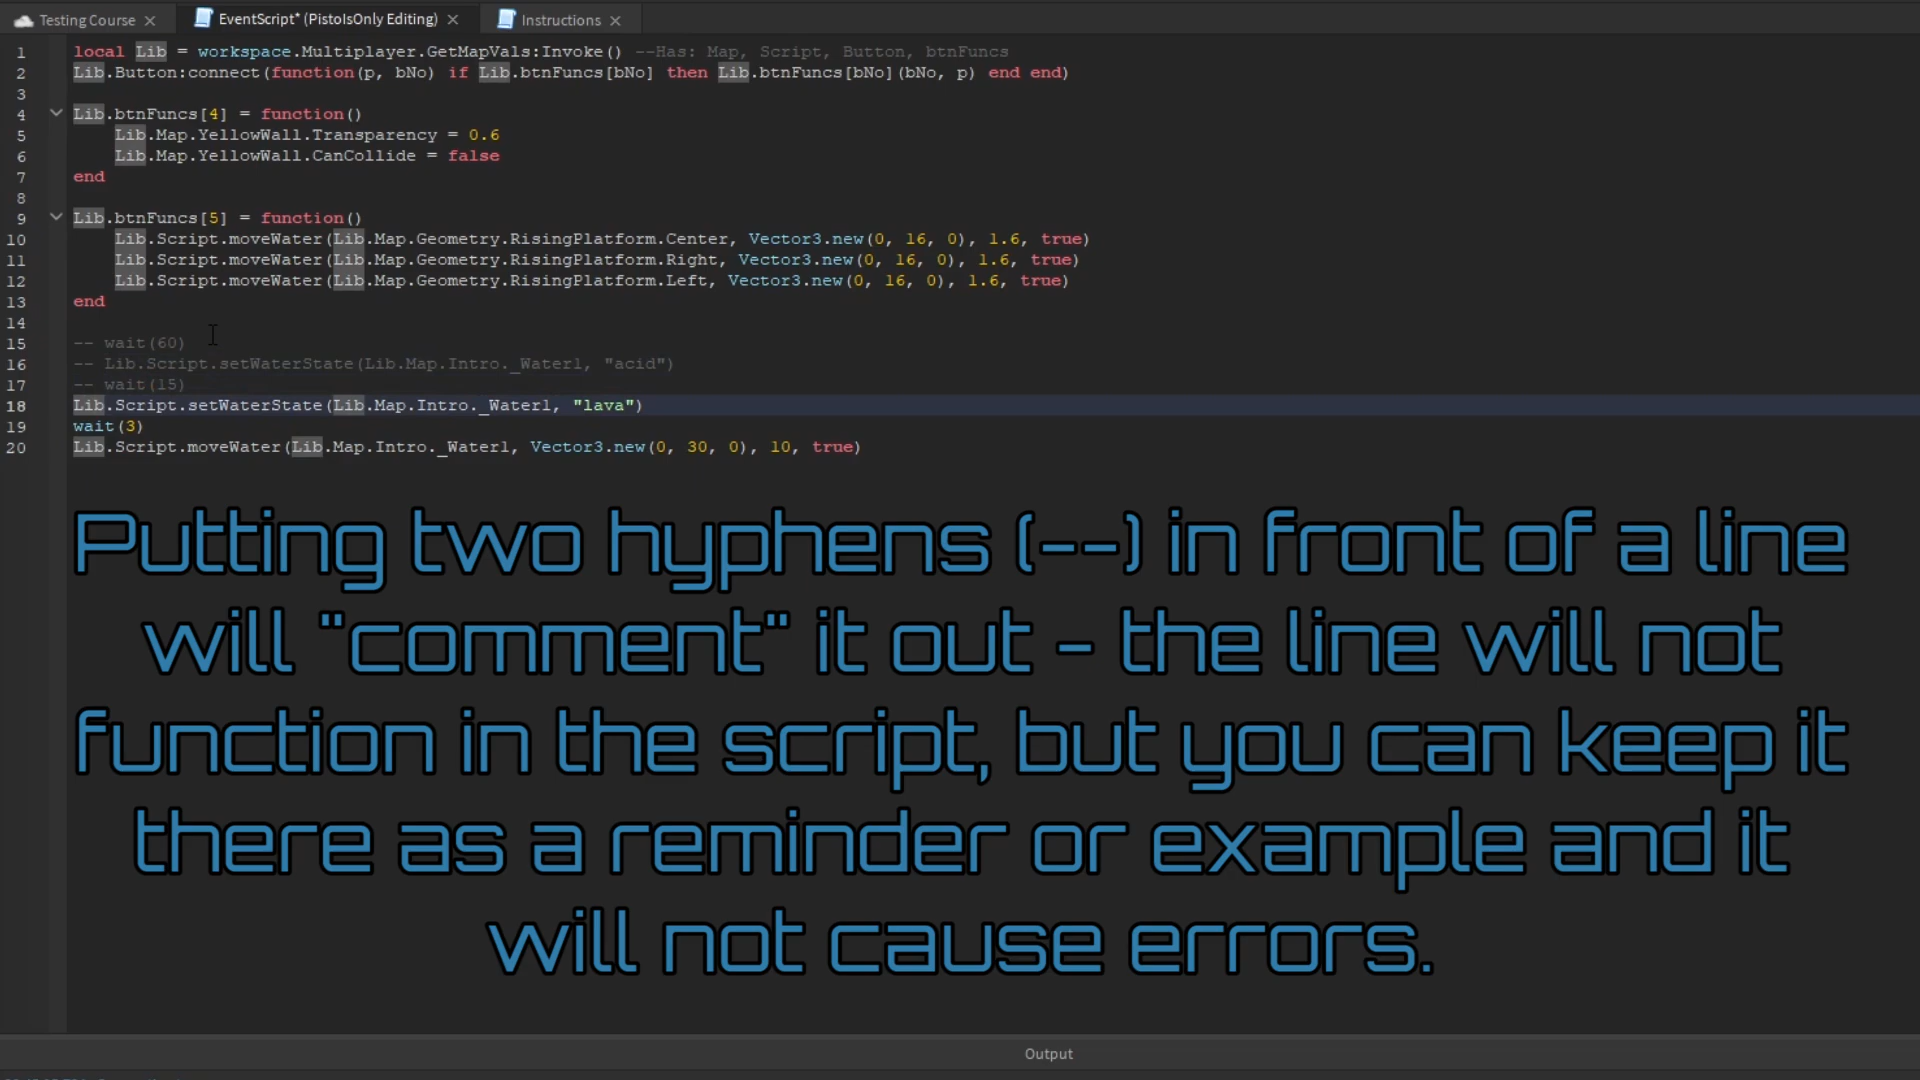 Testing Course
EventScript* (PistolsOnly Editing)
Instructions
1 local Lib = workspace.Multiplayer.GetMapVals:Invoke() --Has: Map, Script, Button, btnFuncs
2 Lib.Button:connect(function(p, bNo) if Lib.btnFuncs[bNo] then Lib.btnFuncs[bNo](bNo, p) end end)
3
4 Lib.btnFuncs[4] = function()
5 Lib.Map.YellowWall.Transparency = 0.6
6 Lib.Map.YellowWall.CanCollide = false
7 end
8
9 Lib.btnFuncs[5] = function()
10 Lib.Script.moveWater(Lib.Map.Geometry.RisingPlatform.Center, Vector3.new(0, 16, 0), 1.6, true)
11 Lib.Script.moveWater(Lib.Map.Geometry.RisingPlatform.Right, Vector3.new(0, 16, 0), 1.6, true)
12 Lib.Script.moveWater(Lib.Map.Geometry.RisingPlatform.Left, Vector3.new(0, 16, 0), 1.6, true)
13 end
14
15 -- wait(60)
16 -- Lib.Script.setWaterState(Lib.Map.Intro._Water1, "acid")
17 -- wait(15)
18 Lib.Script.setWaterState(Lib.Map.Intro._Water1, "lava")
19 wait(3)
20 Lib.Script.moveWater(Lib.Map.Intro._Water1, Vector3.new(0, 30, 0), 10, true)
Putting two hyphens (--) in front of a line
will "comment" it out - the line will not
function in the script, but you can keep it
there as a reminder or example and it
will not cause errors.
Output